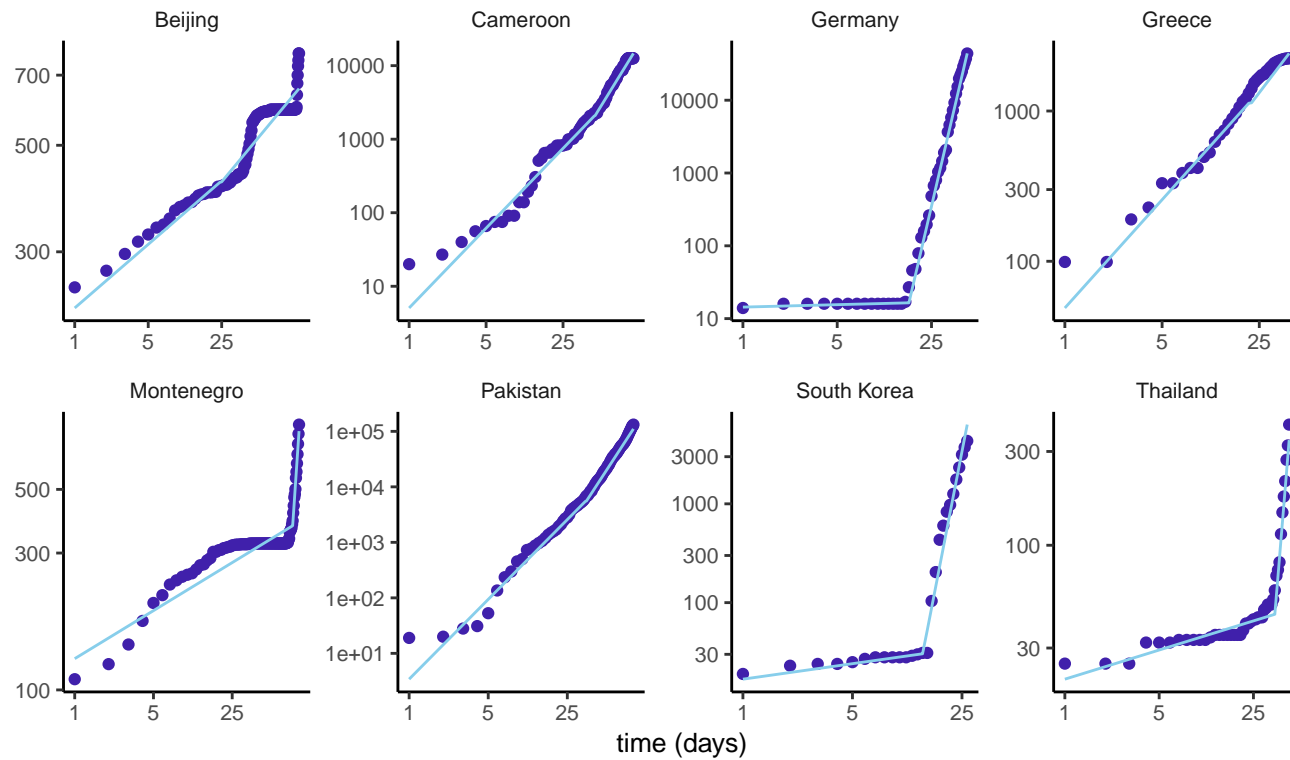 Beijing
700
500
300
1 5 25
Cameroon
10000
1000
100
10
1 5 25
Germany
10000
1000
100
10
1 5 25
Greece
1000
300
100
1 5 25
Montenegro
500
300
100
1 5 25
Pakistan
1e+05
1e+04
1e+03
1e+02
1e+01
1 5 25
South Korea
3000
1000
300
100
30
1 5 25
Thailand
300
100
30
1 5 25
time (days)